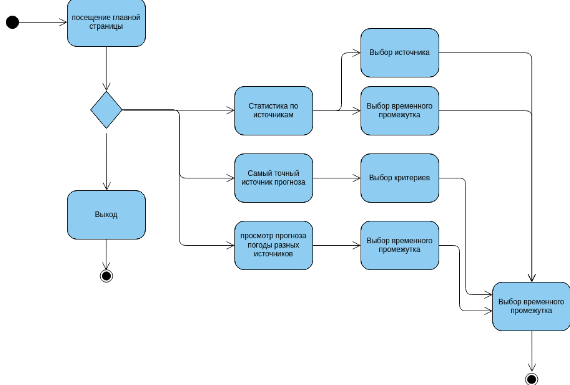 посещение главной
страницы
Выбор источника
Статистика по
источникам
Выбор временного
промежутка
Самый точный
источник прогноза
Выбор критериев
Выход
просмотр прогноза
погоды разных
источников
Выбор временного
промежутка
Выбор временного
промежутка